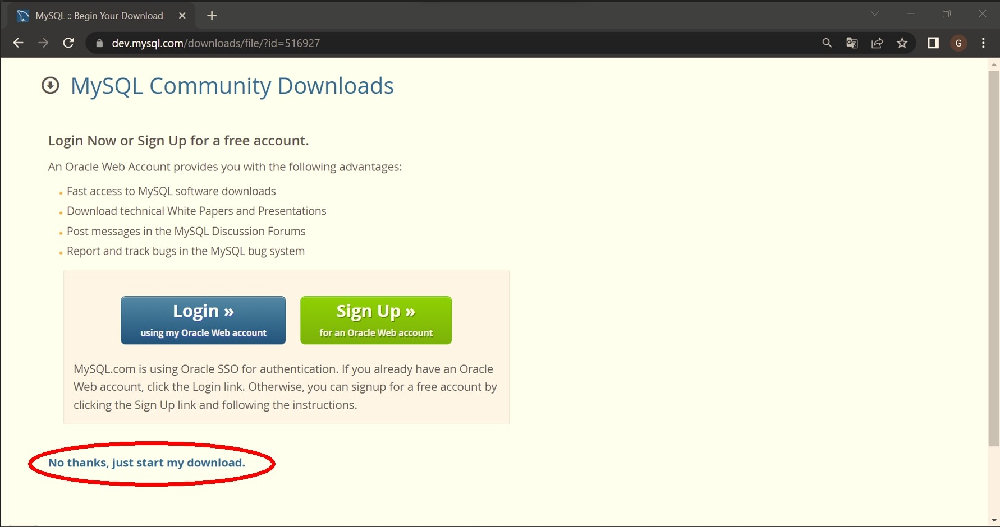 MySQL :: Begin Your Download
dev.mysql.com/downloads/file/?id=516927
G
MySQL Community Downloads
Login Now or Sign Up for a free account.
An Oracle Web Account provides you with the following advantages:
Fast access to MySQL software downloads
Download technical White Papers and Presentations
Post messages in the MySQL Discussion Forums
Report and track bugs in the MySQL bug system
Login »
using my Oracle Web account
Sign Up »
for an Oracle Web account
MySQL.com is using Oracle SSO for authentication. If you already have an Oracle
Web account, click the Login link. Otherwise, you can signup for a free account by
clicking the Sign Up link and following the instructions.
No thanks, just start my download.